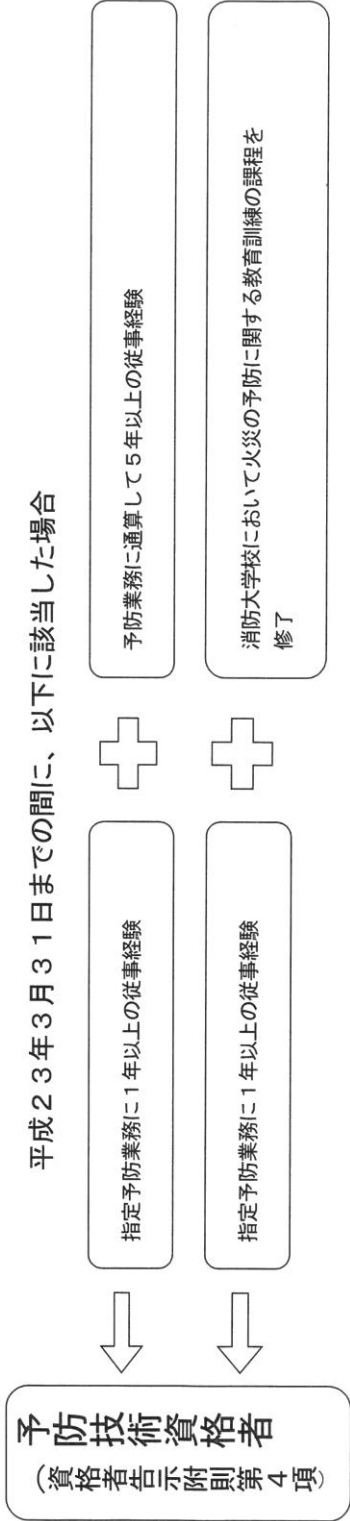 平成２３年３月３１日までの間に、以下に該当した場合
予防技術資格者
（資格者告示附則第４項）
指定予防業務に１年以上の従事経験
予防業務に通算して５年以上の従事経験
指定予防業務に１年以上の従事経験
消防大学校において火災の予防に関する教育訓練の課程を
修了